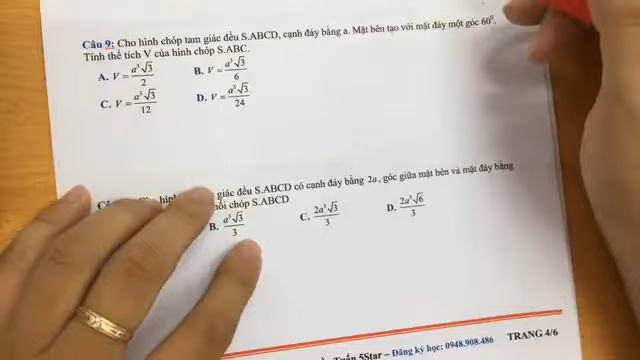 Câu 9: Cho hình chóp tam giác đều S.ABCD, cạnh đáy bằng a. Mặt bên tạo với mặt đáy một góc 60⁰.
Tính thể tích V của hình chóp S.ABC.
A. V = a³√3/2 B. V = a³√3/6
C. V = a³√3/12 D. V = a³√3/24
giác đều S.ABCD có cạnh đáy bằng 2a, góc giữa mặt bên và mặt đáy bằng
chóp S.ABCD
B. a³√3/3 C. 2a³√3/3 D. 2a³√6/3
Tuấn 5Star – Đăng ký học: 0948.908.486 TRANG 4/6